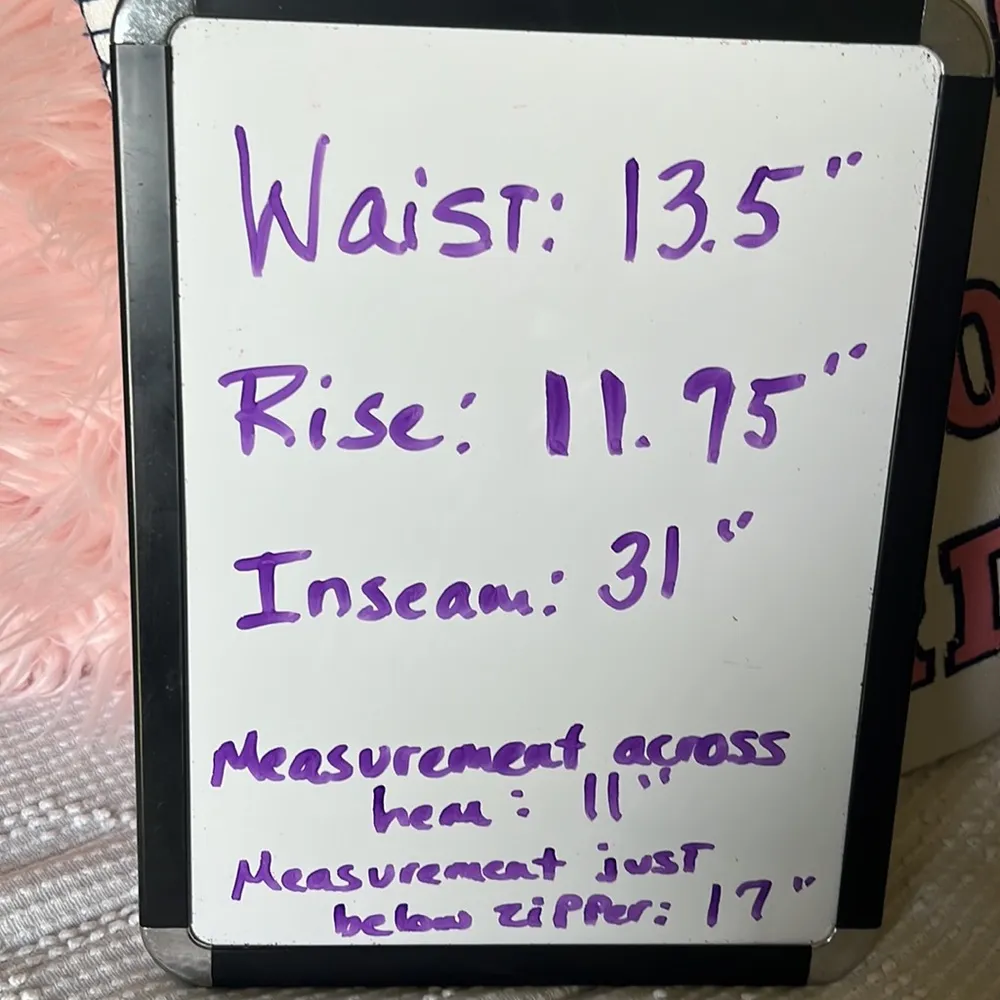 Waist: 13.5"
Rise: 11.75"
Inseam: 31"
Measurement across
hem: 11"
Measurement just
below zipper: 17"